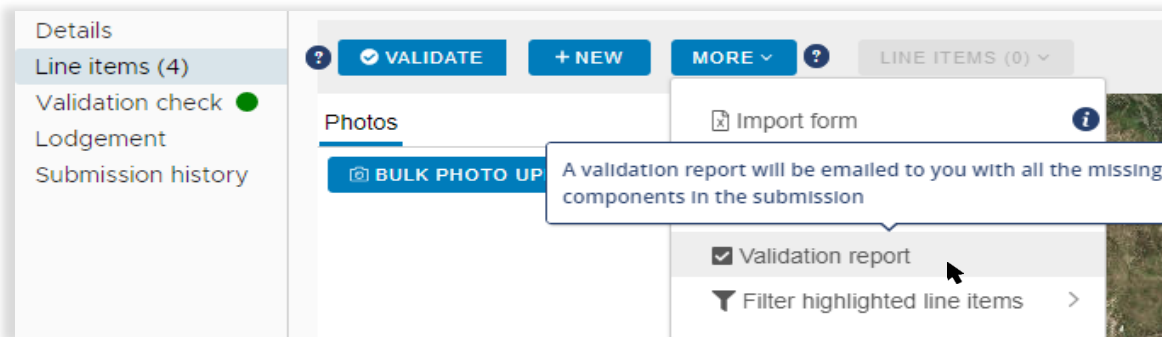 Details
Line items (4)
Validation check
Lodgement
Submission history
? VALIDATE + NEW MORE ? LINE ITEMS (0)
Photos
Import form
i
BULK PHOTO UP
A validation report will be emailed to you with all the missing
components in the submission
Validation report
Filter highlighted line items